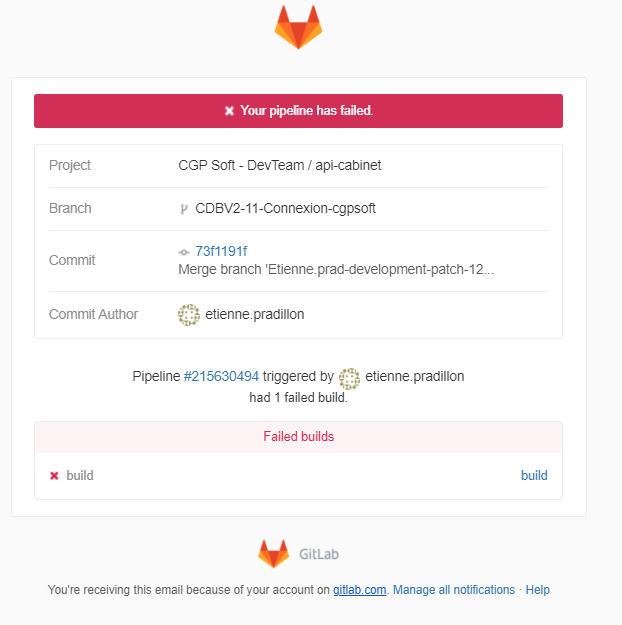 ✖ Your pipeline has failed.
Project CGP Soft - DevTeam / api-cabinet
Branch CDBV2-11-Connexion-cgpsoft
Commit 73f1191f
Merge branch 'Etienne.prad-development-patch-12...
Commit Author etienne.pradillon
Pipeline #215630494 triggered by etienne.pradillon
had 1 failed build.
Failed builds
✖ build build
GitLab
You're receiving this email because of your account on gitlab.com. Manage all notifications · Help